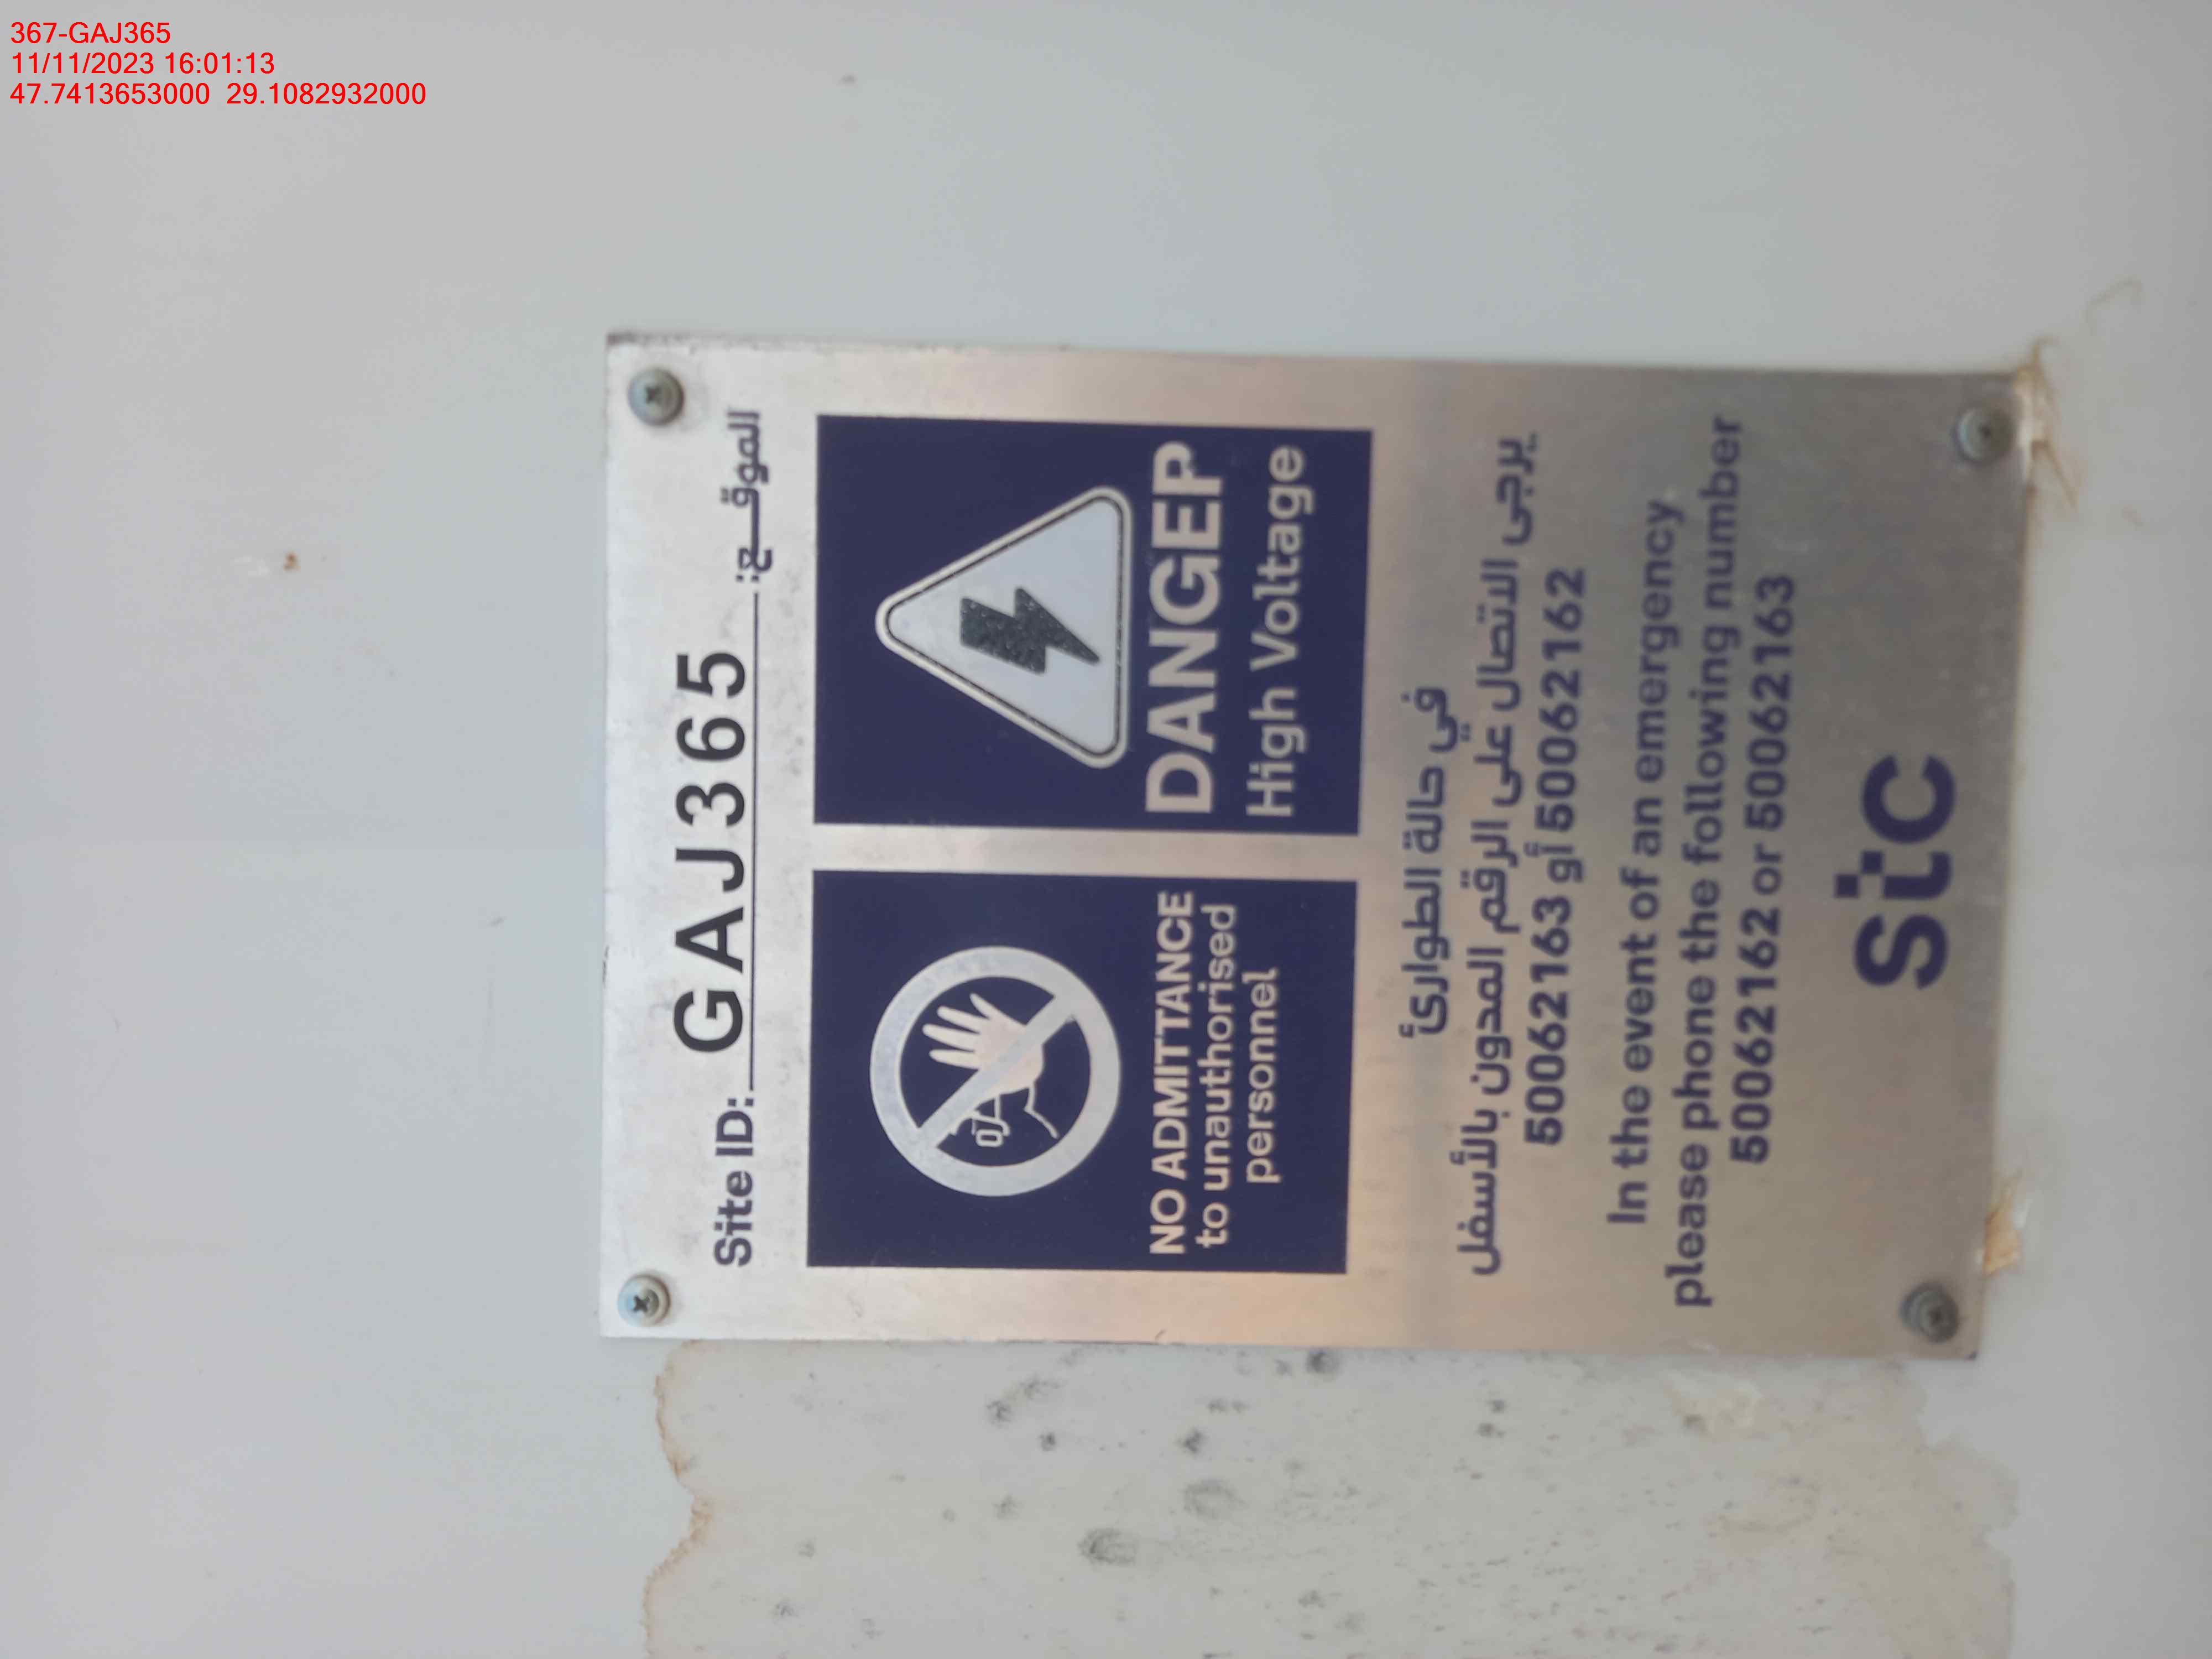 367-GAJ365
11/11/2023 16:01:13
47.7413653000 29.1082932000
Site ID: GAJ365 الموقع:
NO ADMITTANCE
to unauthorised
personnel
DANGEP
High Voltage
في حالة الطوارئ
يرجى الاتصال على الرقم المدون بالأسفل
50062162 أو 50062163
In the event of an emergency
please phone the following number
50062162 or 50062163
stc